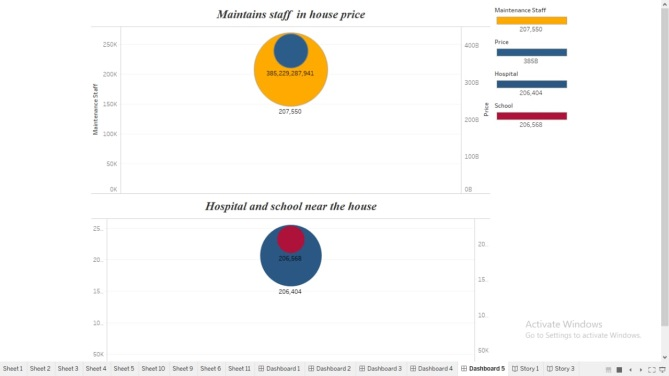 Maintains staff in house price
250K
200K
150K
100K
50K
0K
Maintenance Staff
385,229,287,941
207,550
400B
300B
200B
100B
0B
Price
Hospital and school near the house
25..
20..
15..
10..
50K
206,568
206,404
20..
15..
10..
50K
Maintenance Staff
207,550
Price
385B
Hospital
206,404
School
206,568
Activate Windows
Go to Settings to activate Windows.
Sheet 1 Sheet 2 Sheet 3 Sheet 4 Sheet 5 Sheet 10 Sheet 9 Sheet 6 Sheet 11 Dashboard 1 Dashboard 2 Dashboard 3 Dashboard 4 Dashboard 5 Story 1 Story 3